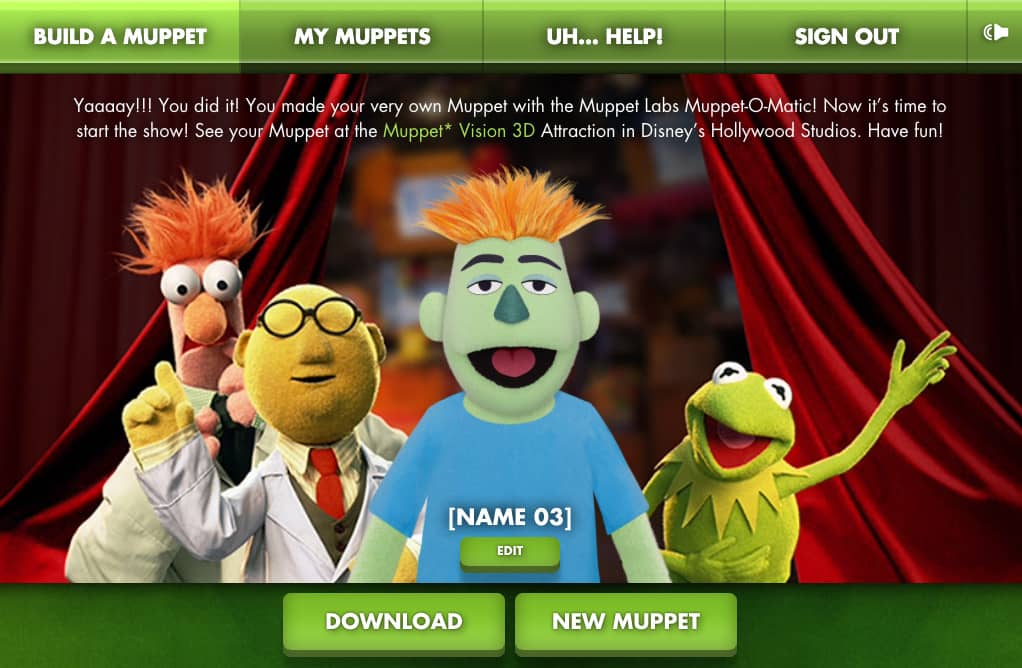 BUILD A MUPPET
MY MUPPETS
UH... HELP!
SIGN OUT
Yaaaay!!! You did it! You made your very own Muppet with the Muppet Labs Muppet-O-Matic! Now it's time to
start the show! See your Muppet at the Muppet* Vision 3D Attraction in Disney's Hollywood Studios. Have fun!
[NAME 03]
EDIT
DOWNLOAD
NEW MUPPET